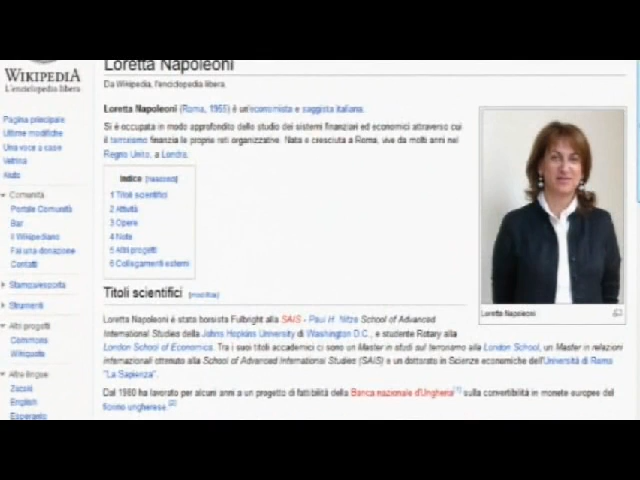 Loretta Napoleoni
WIKIPEDIA
L'enciclopedia libera
Da Wikipedia, l'enciclopedia libera.
Pagina principale
Ultime modifiche
Una voce a caso
Vetrina
Aiuto
Comunità
Portale Comunità
Bar
Il Wikipediano
Fai una donazione
Contatti
Stampa/esporta
Strumenti
Altri progetti
Commons
Wikiquote
Altre lingue
English
Esperanto
Loretta Napoleoni (Roma, 1955) è un'economista e saggista italiana.
Si è occupata in modo approfondito dello studio dei sistemi finanziari ed economici attraverso cui
il terrorismo finanzia le proprie reti organizzative. Nata e cresciuta a Roma, vive da molti anni nel
Regno Unito, a Londra.
Indice [nascondi]
1 Titoli scientifici
2 Attività
3 Opere
4 Note
5 Altri progetti
6 Collegamenti esterni
Loretta Napoleoni
Titoli scientifici [modifica]
Loretta Napoleoni è stata borsista Fulbright alla SAIS - Paul H. Nitze School of Advanced
International Studies della Johns Hopkins University di Washington D.C., e studente Rotary alla
London School of Economics. Tra i suoi titoli accademici ci sono un Master in studi sul terrorismo alla London School, un Master in relazioni
internazionali ottenuto alla School of Advanced International Studies (SAIS) e un dottorato in Scienze economiche dell'Università di Roma
"La Sapienza".
Dal 1980 ha lavorato per alcuni anni a un progetto di fattibilità della Banca nazionale d'Ungheria[1] sulla convertibilità in monete europee del
fiorino ungherese.[2]